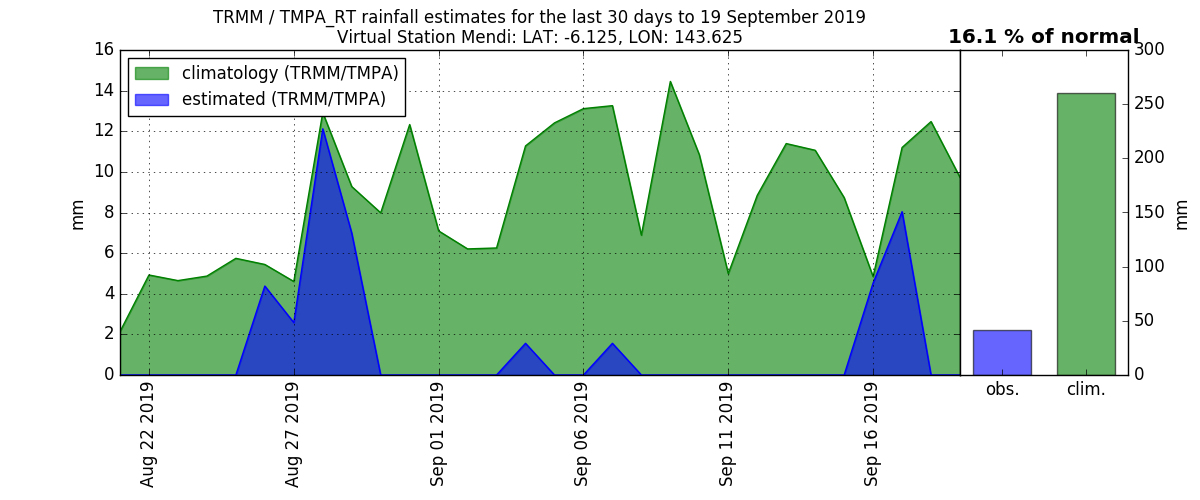 TRMM / TMPA_RT rainfall estimates for the last 30 days to 19 September 2019
Virtual Station Mendi: LAT: -6.125, LON: 143.625
16.1 % of normal
climatology (TRMM/TMPA)
estimated (TRMM/TMPA)
16
14
12
10
8
6
4
2
0
mm
Aug 22 2019
Aug 27 2019
Sep 01 2019
Sep 06 2019
Sep 11 2019
Sep 16 2019
300
250
200
150
100
50
0
mm
obs.
clim.